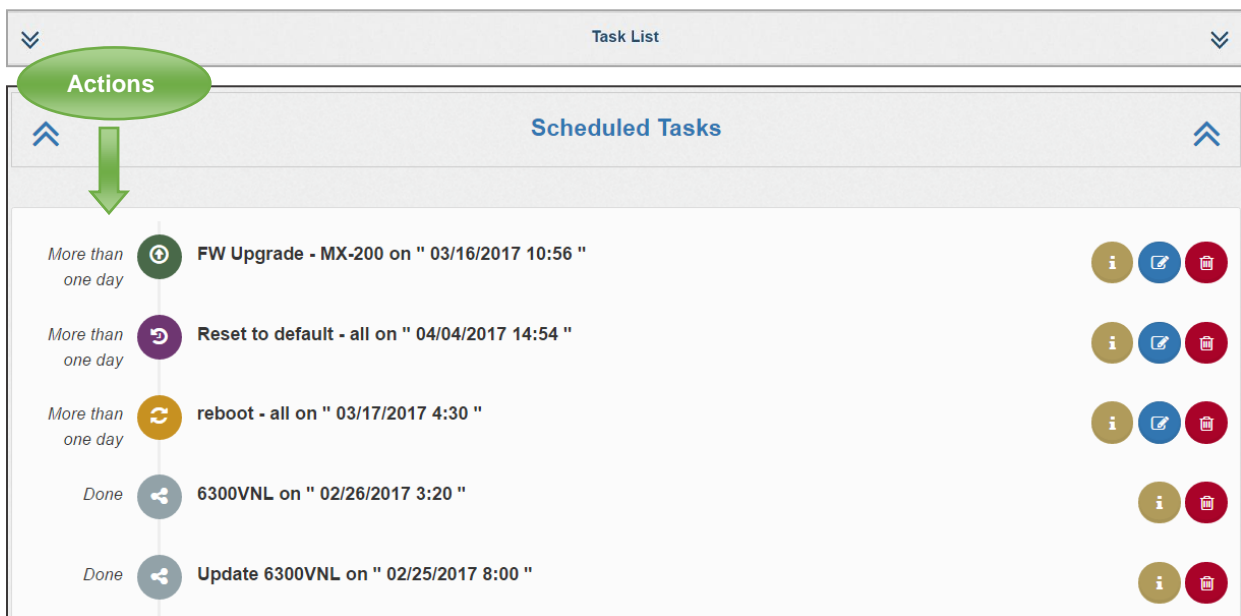 Task List
Actions
Scheduled Tasks
More than
one day
FW Upgrade - MX-200 on " 03/16/2017 10:56 "
More than
one day
Reset to default - all on " 04/04/2017 14:54 "
More than
one day
reboot - all on " 03/17/2017 4:30 "
Done
6300VNL on " 02/26/2017 3:20 "
Done
Update 6300VNL on " 02/25/2017 8:00 "